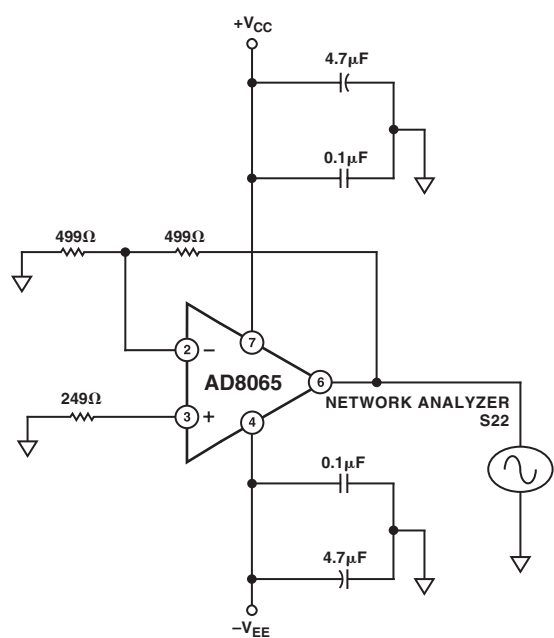 +VCC
4.7µF
0.1µF
499Ω 499Ω
2 − 7
AD8065 6
249Ω 3 + 4
NETWORK ANALYZER
S22
0.1µF
4.7µF
−VEE